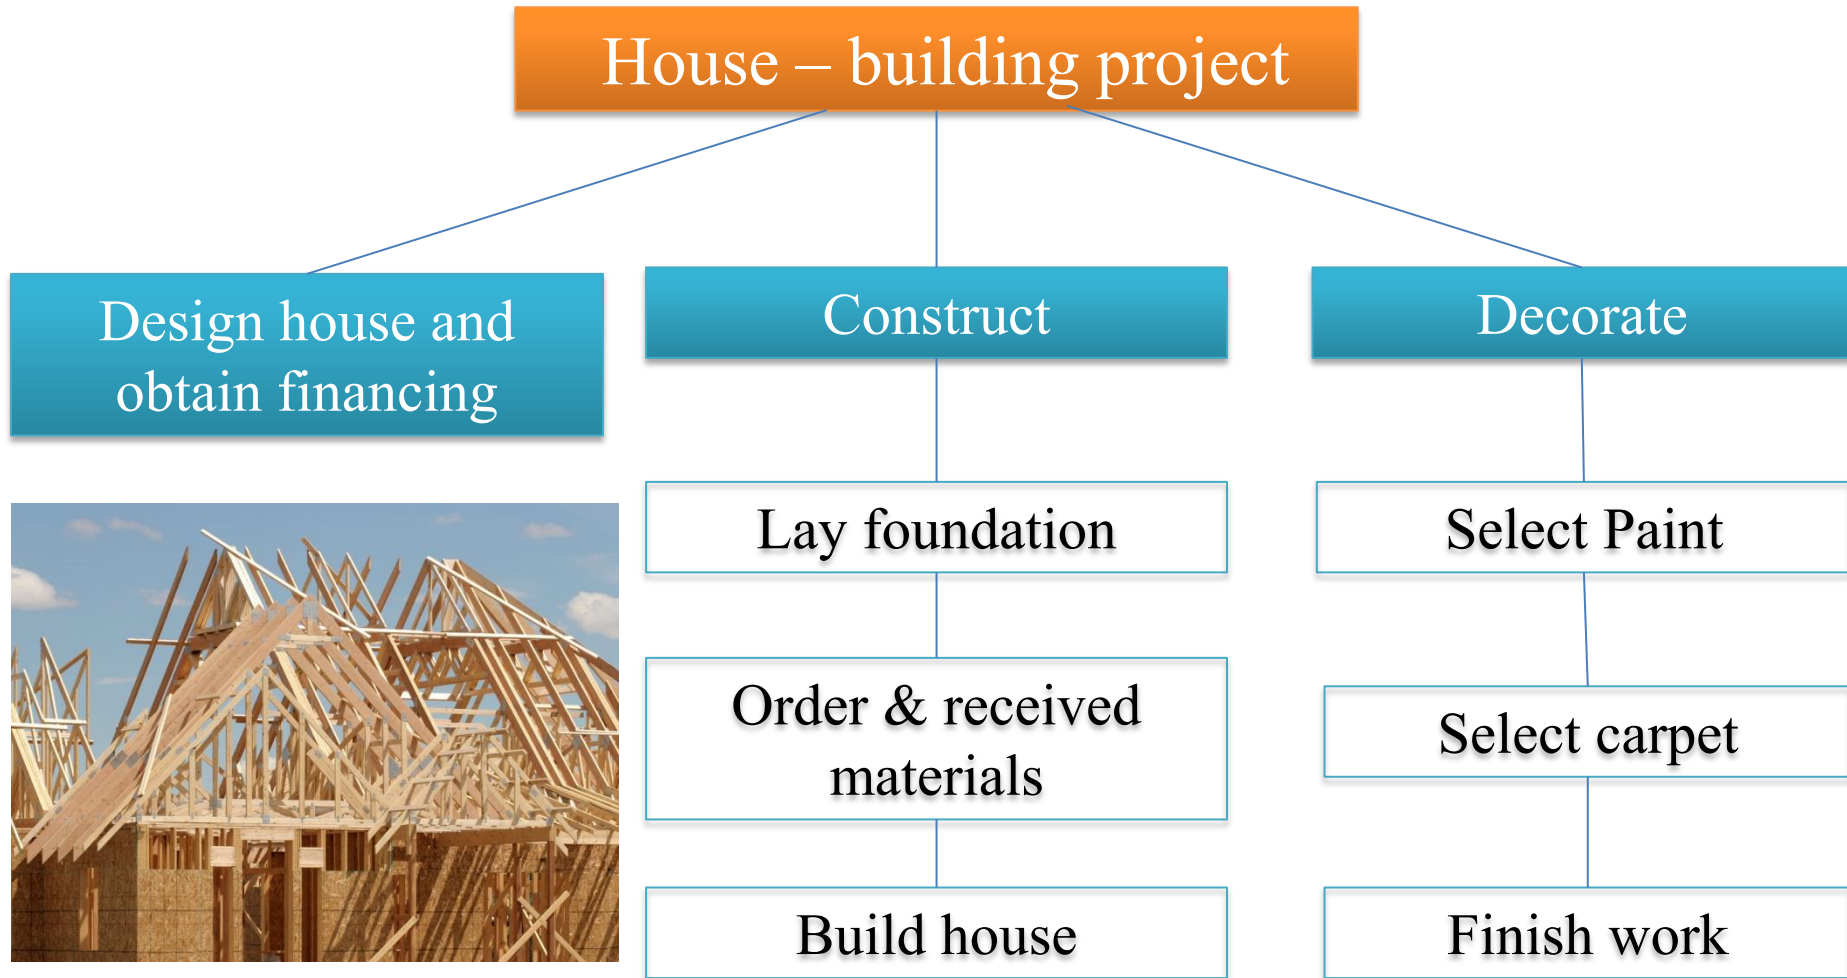 House – building project
Design house and
obtain financing
Construct
Lay foundation
Order & received
materials
Build house
Decorate
Select Paint
Select carpet
Finish work